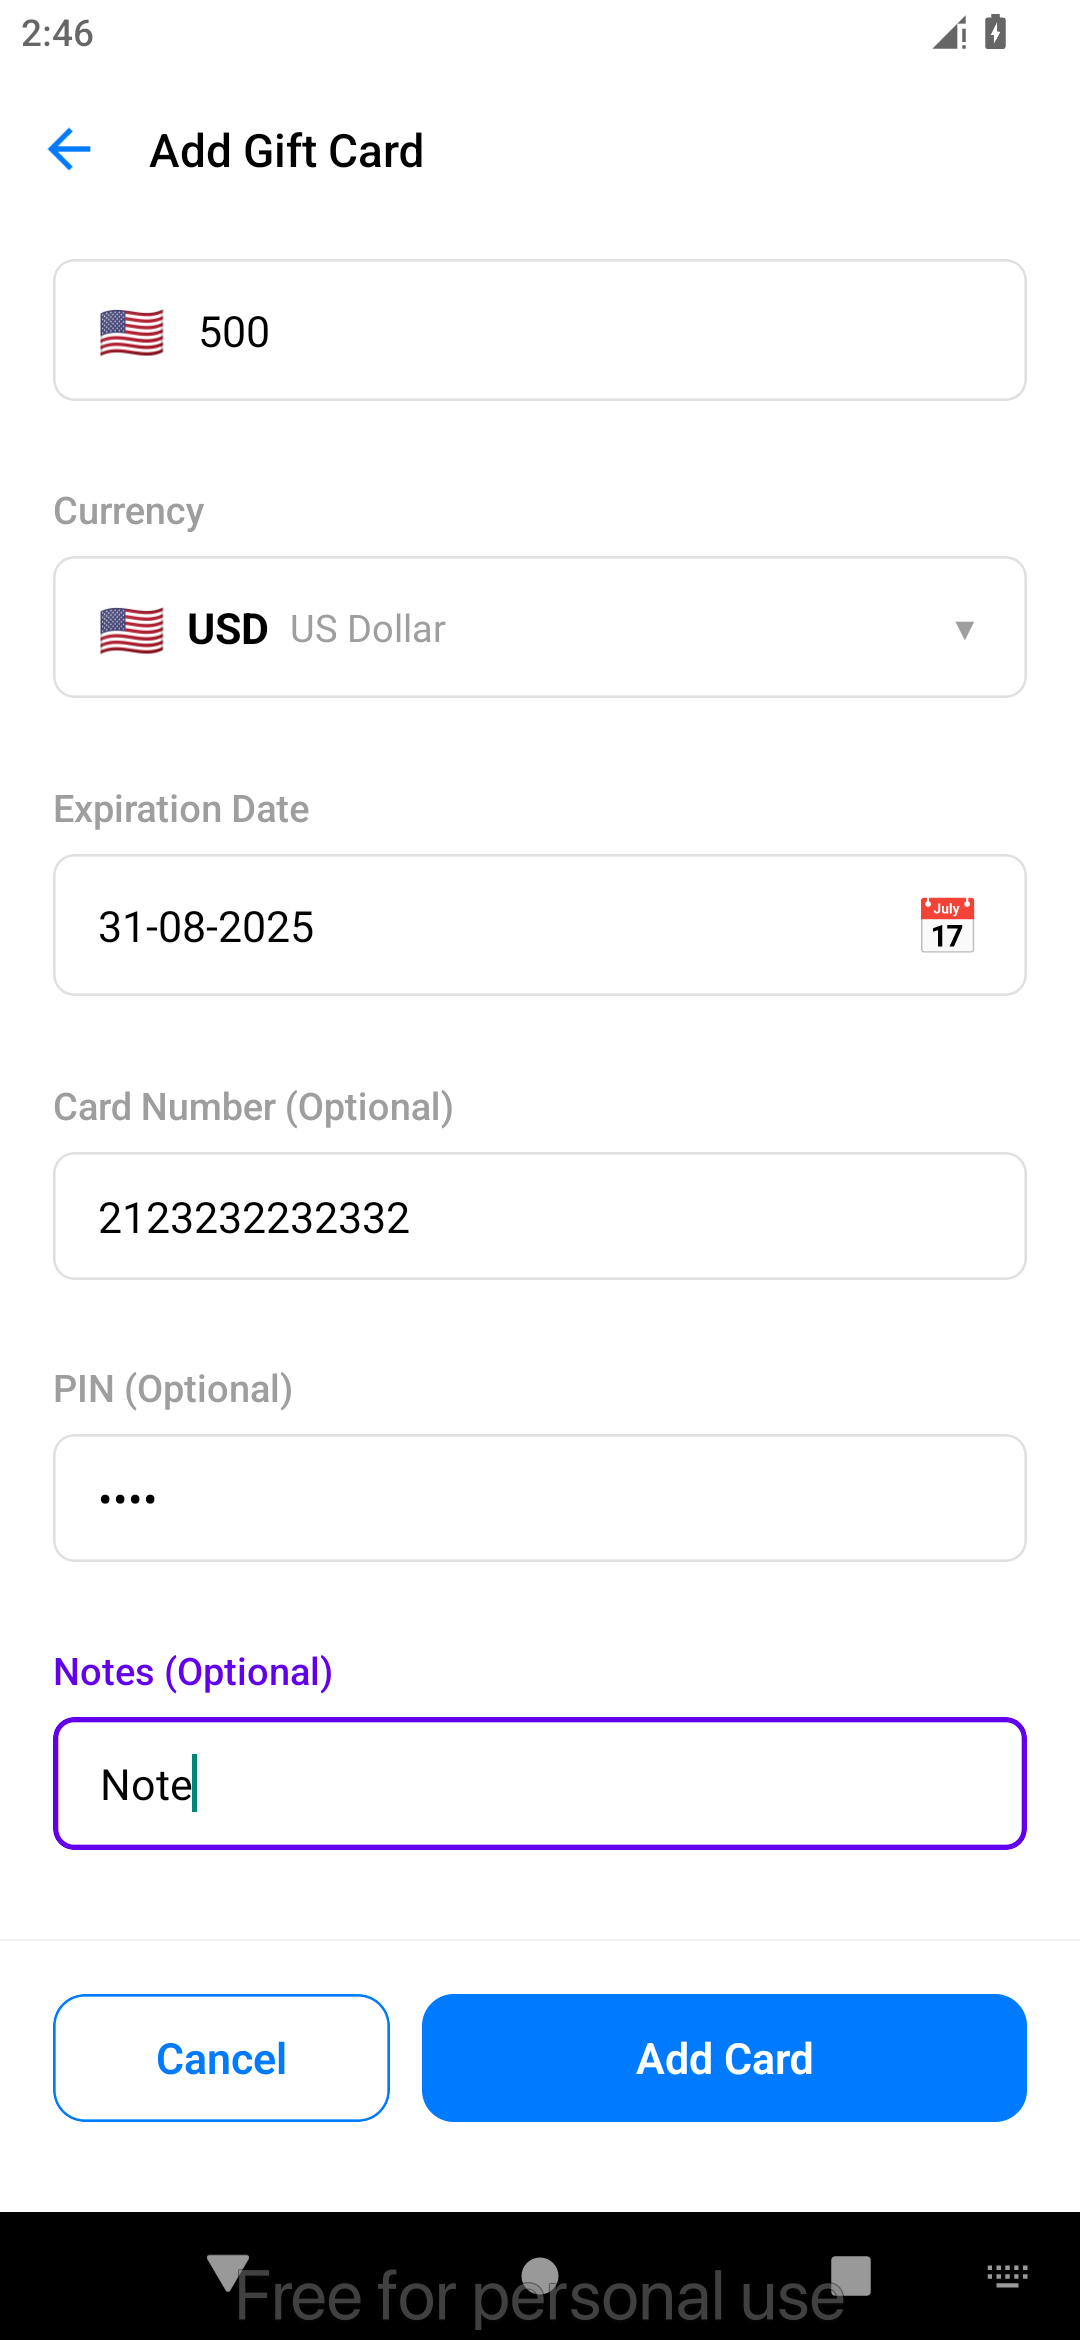 2:46
Add Gift Card
500
Currency
USD US Dollar
Expiration Date
31-08-2025
July
17
Card Number (Optional)
2123232232332
PIN (Optional)
••••
Notes (Optional)
Note
Cancel
Add Card
Free for personal use